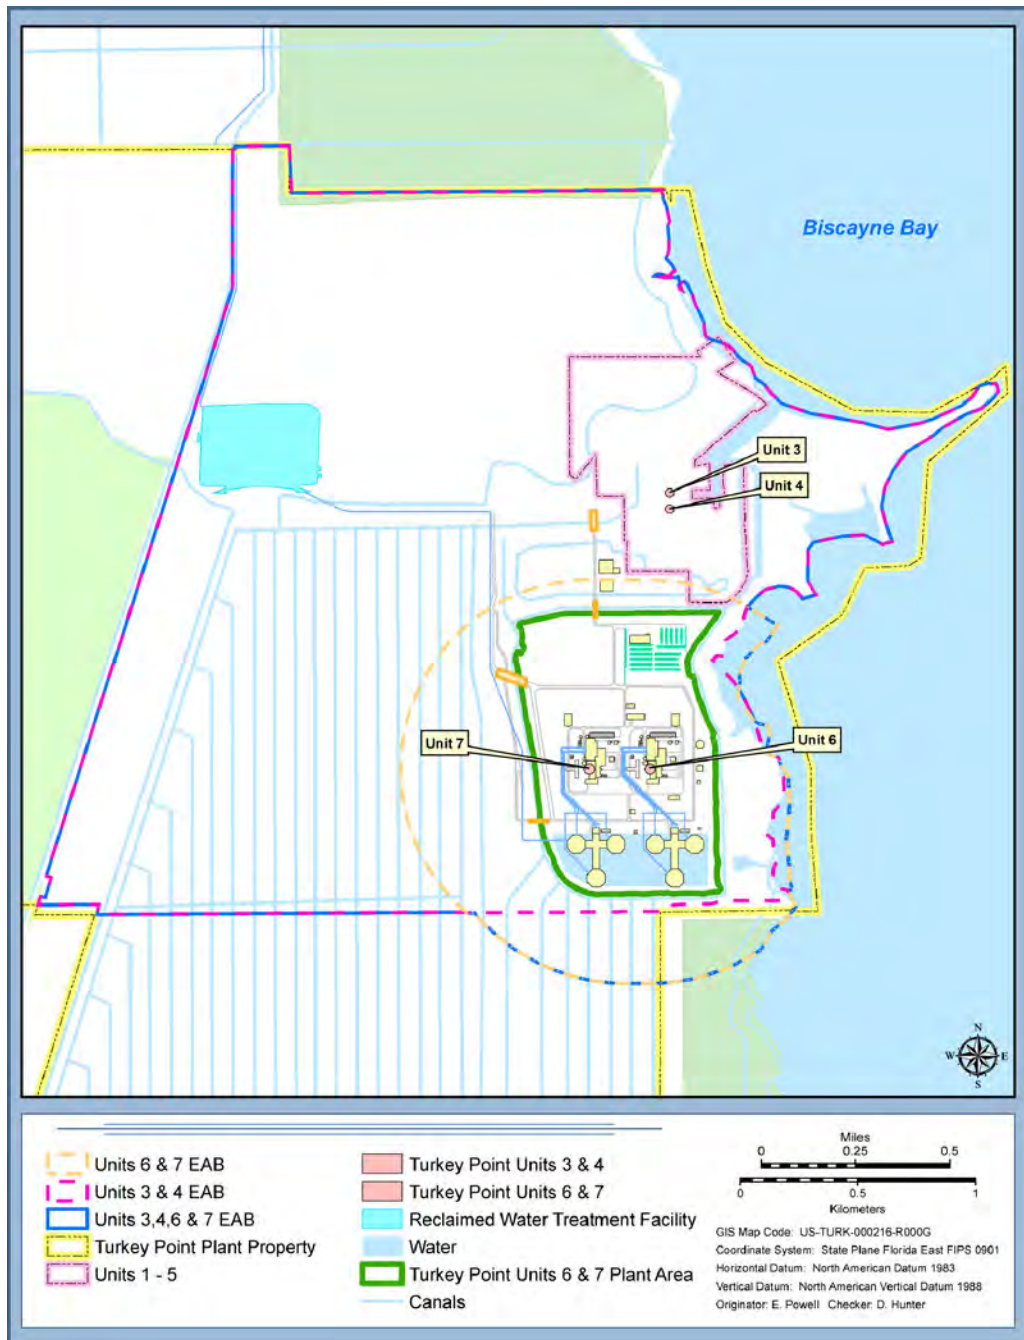 Biscayne Bay
Unit 3
Unit 4
Unit 7
Unit 6
N
W E
S
Units 6 & 7 EAB
Units 3 & 4 EAB
Units 3,4,6 & 7 EAB
Turkey Point Plant Property
Units 1 - 5
Turkey Point Units 3 & 4
Turkey Point Units 6 & 7
Reclaimed Water Treatment Facility
Water
Turkey Point Units 6 & 7 Plant Area
Canals
Miles
0 0.25 0.5
0 0.5 1
Kilometers
GIS Map Code: US-TURK-000216-R000G
Coordinate System: State Plane Florida East FIPS 0901
Horizontal Datum: North American Datum 1983
Vertical Datum: North American Vertical Datum 1988
Originator: E. Powell Checker: D. Hunter